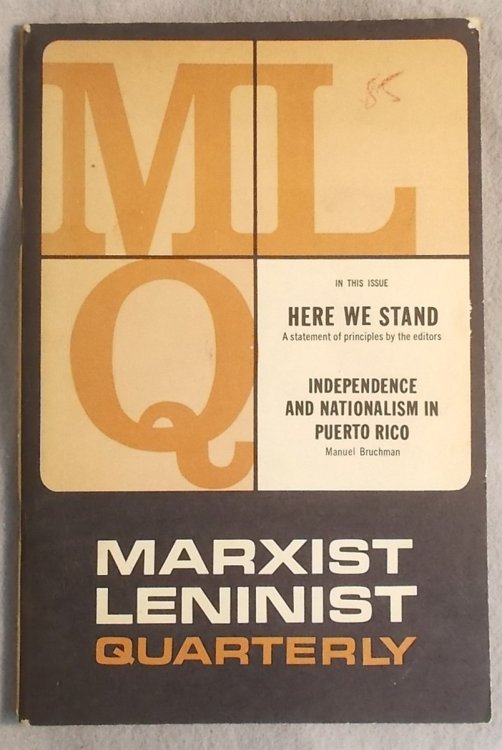 ML
Q
85
IN THIS ISSUE
HERE WE STAND
A statement of principles by the editors
INDEPENDENCE
AND NATIONALISM IN
PUERTO RICO
Manuel Bruchman
MARXIST
LENINIST
QUARTERLY